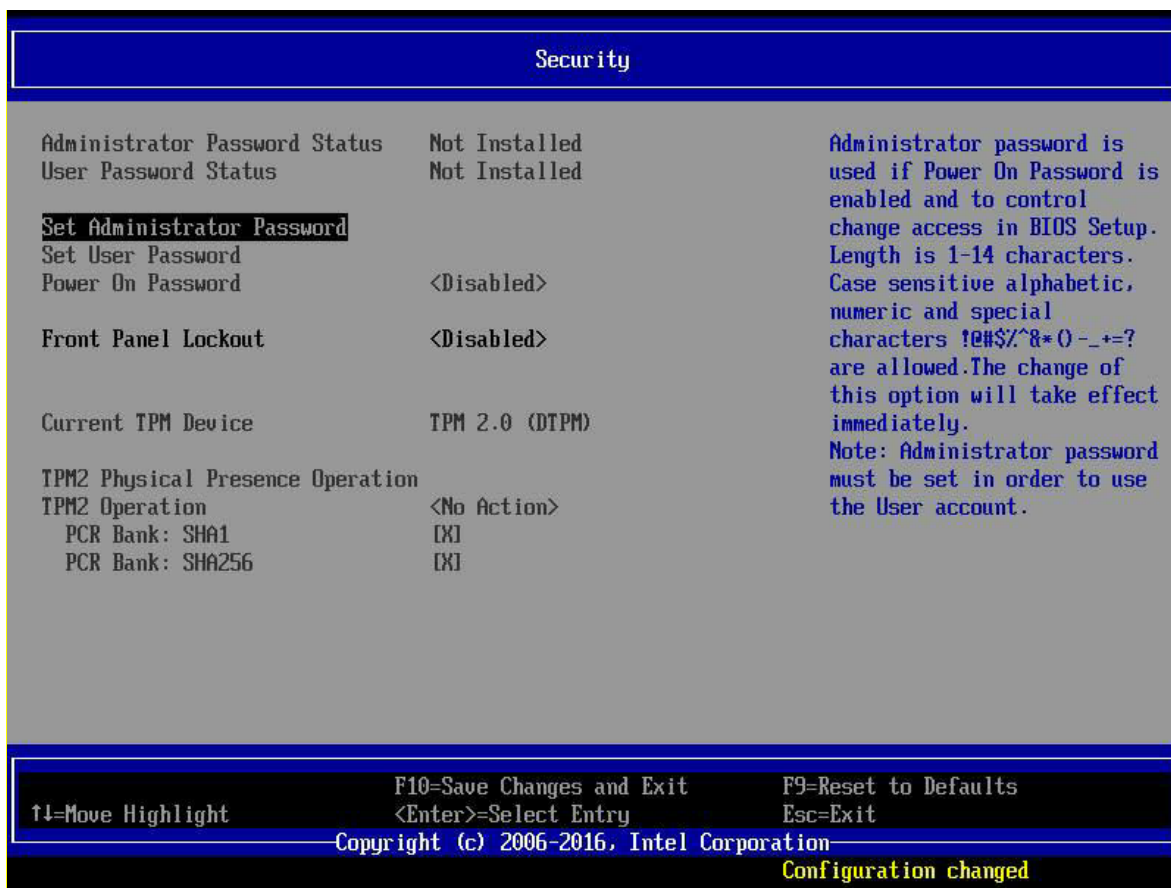 Security
Administrator Password Status Not Installed
User Password Status Not Installed
Set Administrator Password
Set User Password
Power On Password <Disabled>
Front Panel Lockout <Disabled>
Current TPM Device TPM 2.0 (DTPM)
TPM2 Physical Presence Operation
TPM2 Operation <No Action>
PCR Bank: SHA1 [X]
PCR Bank: SHA256 [X]
Administrator password is
used if Power On Password is
enabled and to control
change access in BIOS Setup.
Length is 1-14 characters.
Case sensitive alphabetic,
numeric and special
characters !@#$%^&*()-_+=?
are allowed.The change of
this option will take effect
immediately.
Note: Administrator password
must be set in order to use
the User account.
F10=Save Changes and Exit F9=Reset to Defaults
↑↓=Move Highlight <Enter>=Select Entry Esc=Exit
Copyright (c) 2006-2016, Intel Corporation
Configuration changed